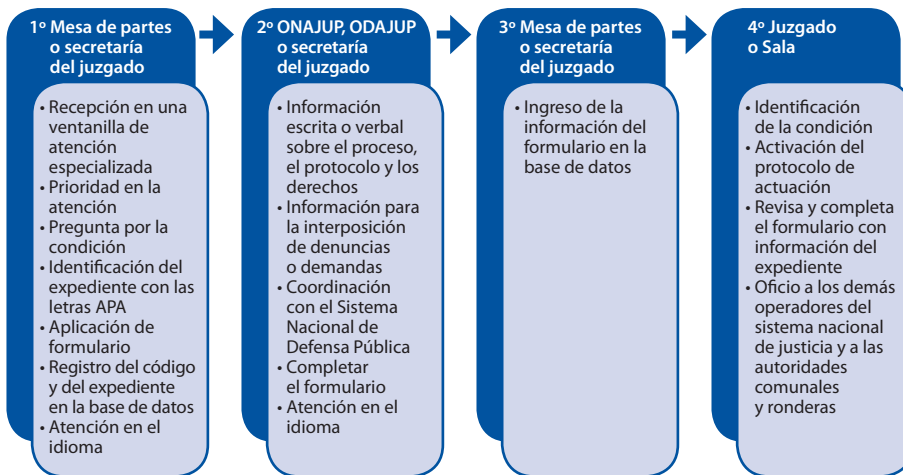 1º Mesa de partes
o secretaría
del juzgado
• Recepción en una
ventanilla de
atención
especializada
• Prioridad en la
atención
• Pregunta por la
condición
• Identificación del
expediente con las
letras APA
• Aplicación de
formulario
• Registro del código
y del expediente
en la base de datos
• Atención en el
idioma
2º ONAJUP, ODAJUP
o secretaría
del juzgado
• Información
escrita o verbal
sobre el proceso,
el protocolo y los
derechos
• Información para
la interposición
de denuncias
o demandas
• Coordinación
con el Sistema
Nacional de
Defensa Pública
• Completar
el formulario
• Atención en el
idioma
3º Mesa de partes
o secretaría
del juzgado
• Ingreso de la
información del
formulario en la
base de datos
4º Juzgado
o Sala
• Identificación
de la condición
• Activación del
protocolo de
actuación
• Revisa y completa
el formulario con
información del
expediente
• Oficio a los demás
operadores del
sistema nacional
de justicia y a las
autoridades
comunales
y ronderas